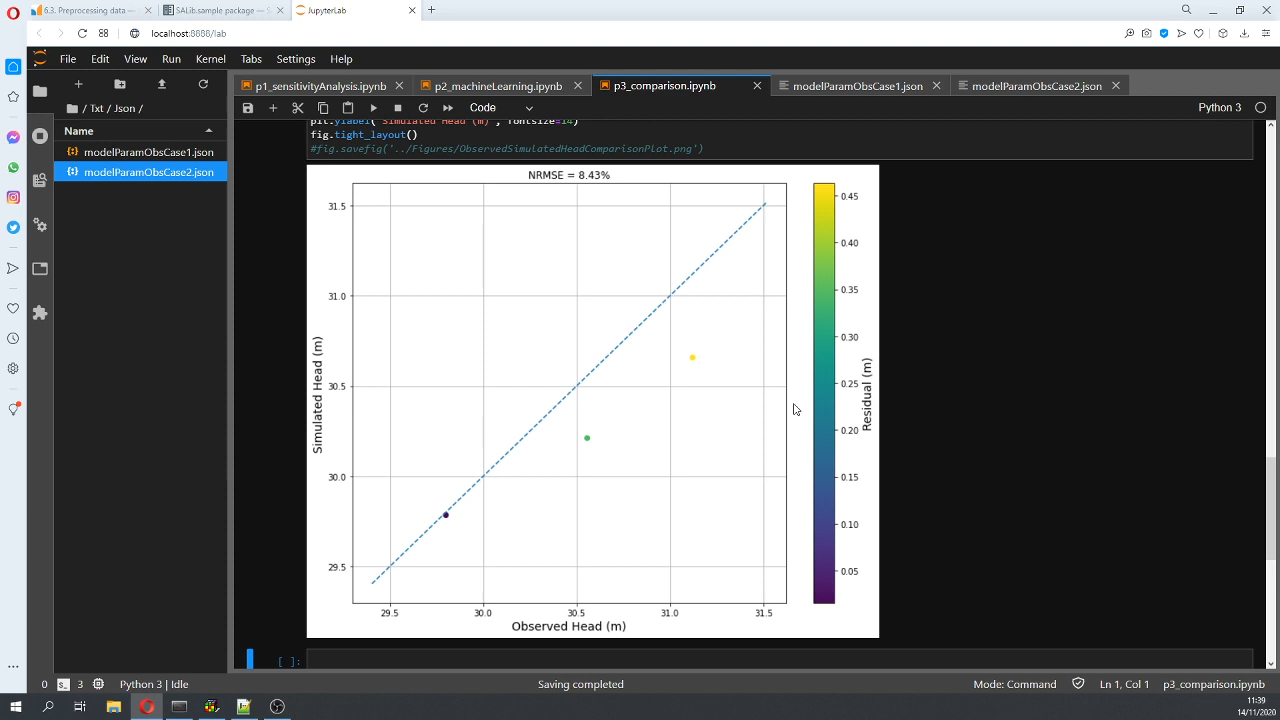 6.3. Preprocessing data —
SALib.sample package —
JupyterLab
localhost:8888/lab
File Edit View Run Kernel Tabs Settings Help
p1_sensitivityAnalysis.ipynb
p2_machineLearning.ipynb
p3_comparison.ipynb
modelParamObsCase1.json
modelParamObsCase2.json
Code
Python 3
/ Txt / Json /
Name
modelParamObsCase1.json
modelParamObsCase2.json
plt.ylabel('Simulated Head (m)', fontsize=14)
fig.tight_layout()
#fig.savefig('../Figures/ObservedSimulatedHeadComparisonPLot.png')
NRMSE = 8.43%
31.5
31.0
30.5
30.0
29.5
Simulated Head (m)
29.5 30.0 30.5 31.0 31.5
Observed Head (m)
0.45
0.40
0.35
0.30
0.25
0.20
0.15
0.10
0.05
Residual (m)
[ ]:
0
3
Python 3 | Idle
Saving completed
Mode: Command
Ln 1, Col 1
p3_comparison.ipynb
11:39
14/11/2020